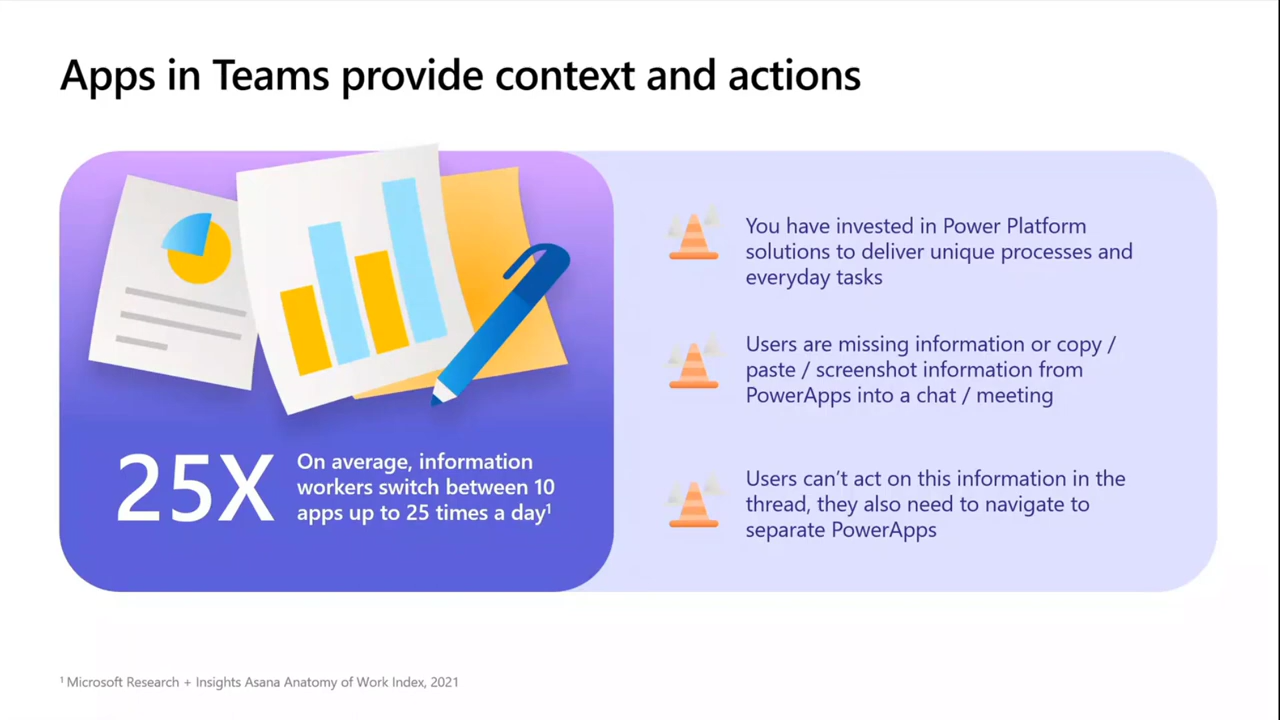 Apps in Teams provide context and actions
25X
On average, information
workers switch between 10
apps up to 25 times a day¹
You have invested in Power Platform
solutions to deliver unique processes and
everyday tasks
Users are missing information or copy /
paste / screenshot information from
PowerApps into a chat / meeting
Users can’t act on this information in the
thread, they also need to navigate to
separate PowerApps
¹ Microsoft Research + Insights Asana Anatomy of Work Index, 2021